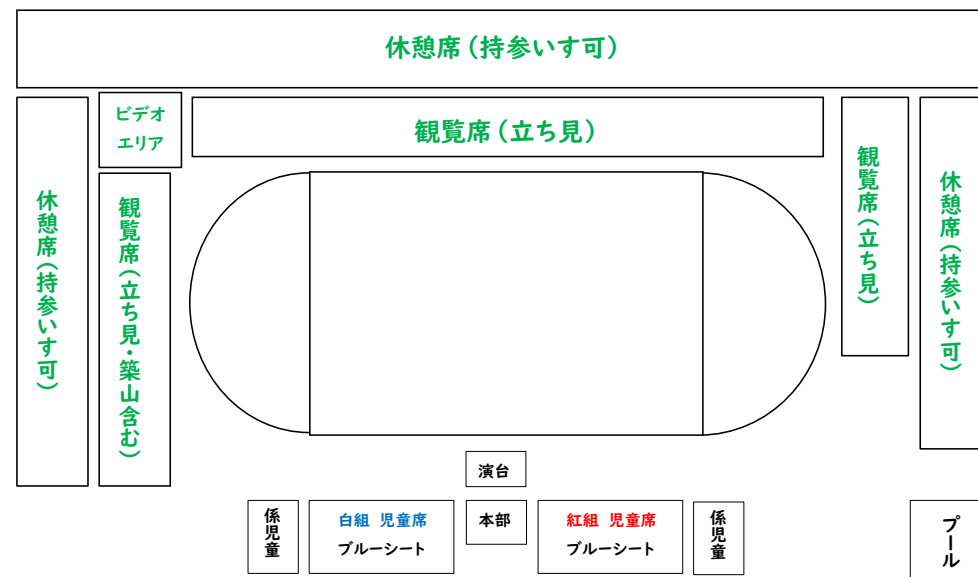 休憩席（持参いす可）
ビデオ
エリア
観覧席（立ち見）
休憩席（持参いす可）
観覧席（立ち見・築山含む）
観覧席（立ち見）
休憩席（持参いす可）
演台
係児童
白組 児童席
ブルーシート
本部
紅組 児童席
ブルーシート
係児童
プール